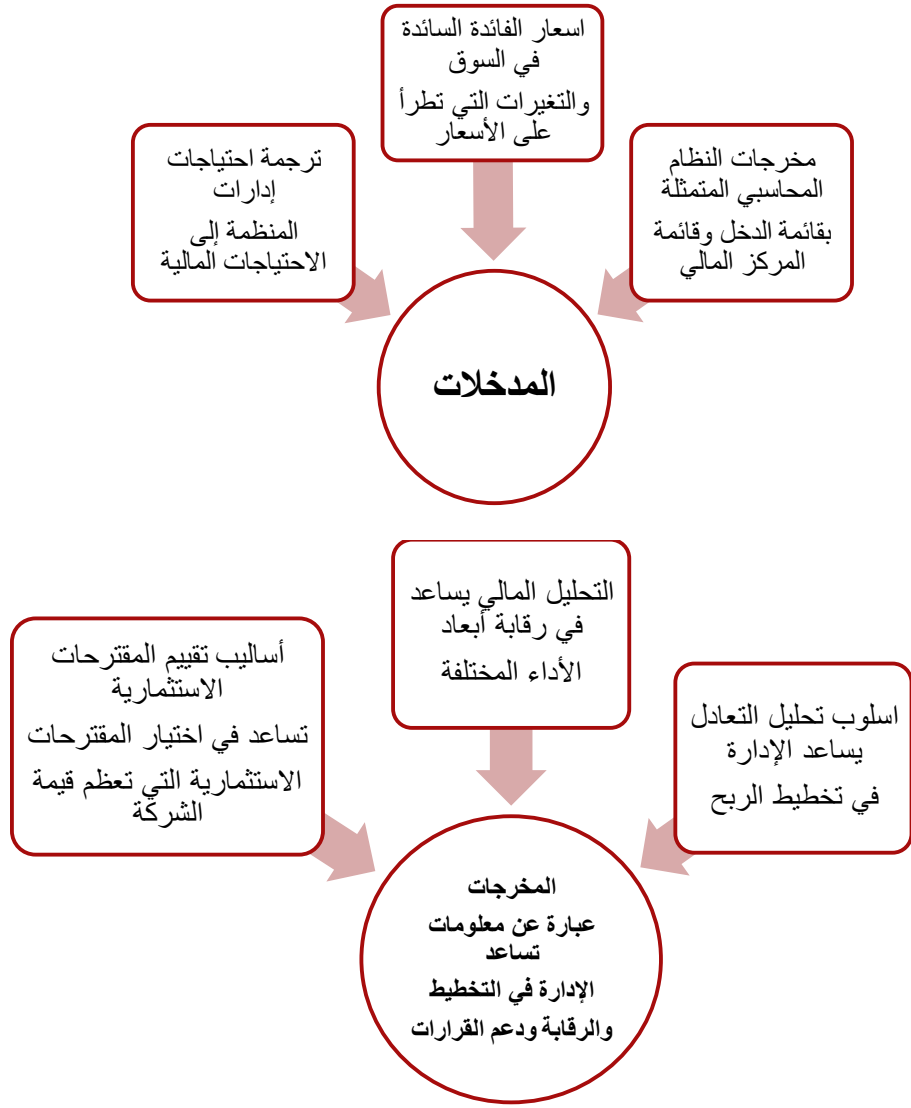 اسعار الفائدة السائدة
في السوق
والتغيرات التي تطرأ
على الأسعار
مخرجات النظام
المحاسبي المتمثلة
بقائمة الدخل وقائمة
المركز المالي
ترجمة احتياجات
إدارات
المنظمة إلى
الاحتياجات المالية
المدخلات
التحليل المالي يساعد
في رقابة أبعاد
الأداء المختلفة
اسلوب تحليل التعادل
يساعد الإدارة
في تخطيط الربح
أساليب تقييم المقترحات
الاستثمارية
تساعد في اختيار المقترحات
الاستثمارية التي تعظم قيمة
الشركة
المخرجات
عبارة عن معلومات
تساعد
الإدارة في التخطيط
والرقابة ودعم القرارات